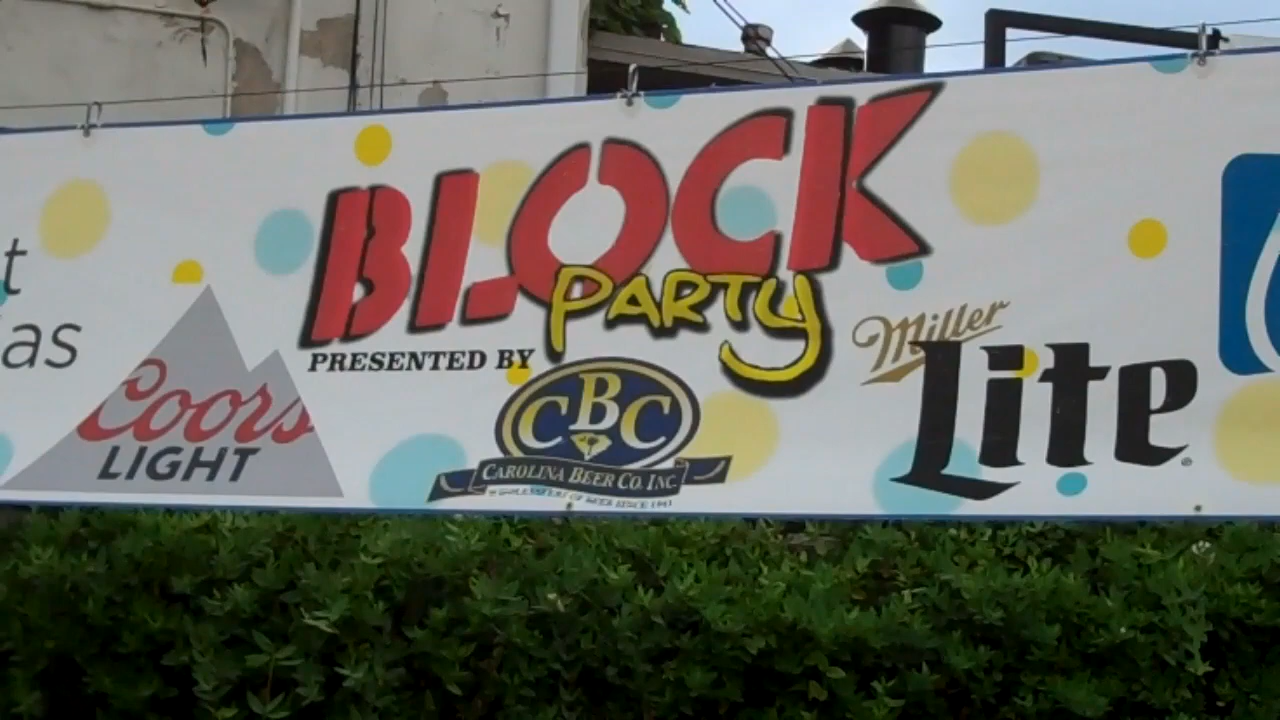 t
as
BLOCK
PARTY
PRESENTED BY
Coors
LIGHT
CBC
CAROLINA BEER CO. INC.
Miller
Lite